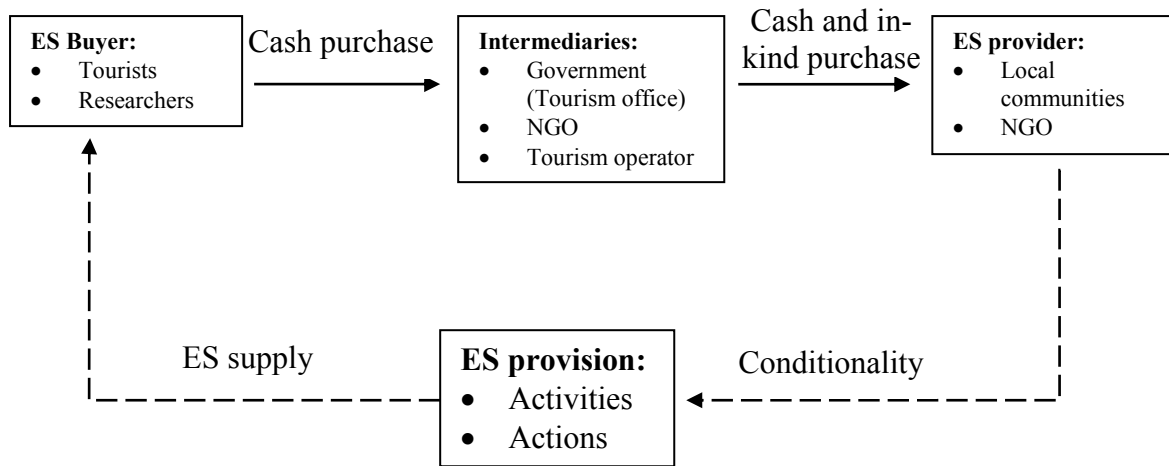 ES Buyer:
• Tourists
• Researchers
Cash purchase
Intermediaries:
• Government
(Tourism office)
• NGO
• Tourism operator
Cash and in-
kind purchase
ES provider:
• Local
communities
• NGO
ES supply
ES provision:
• Activities
• Actions
Conditionality